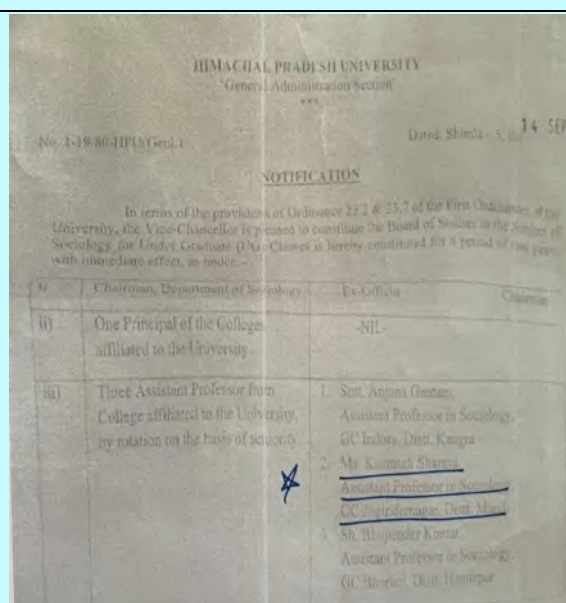 HIMACHAL PRADESH UNIVERSITY
"General Administration Section"
***
No. 1-19/80-HPU(Genl.) Dated: Shimla - 5, the 14 SEP
NOTIFICATION
In terms of the provisions of Ordinance 25.2 & 25.7 of the First Ordinances of the
University, the Vice-Chancellor is pleased to constitute the Board of Studies in the Subject of
Sociology for Under Graduate (UG) Classes is hereby constituted for a period of two years
with immediate effect, as under:-
i) Chairman, Department of Sociology Ex-Officio Chairman
ii) One Principal of the Colleges -NIL-
affiliated to the University
iii) Three Assistant Professor from 1. Smt. Anjana Gautam,
College affiliated to the University, Assistant Professor in Sociology,
by rotation on the basis of seniority. GC Indora, Distt. Kangra
2. Mr. Sharma,
Assistant Professor in Sociology
GC Jogindernagar, Distt. Mandi
3. Sh. Bhupender Kumar
Assistant Professor in Sociology,
GC Distt. Hamirpur